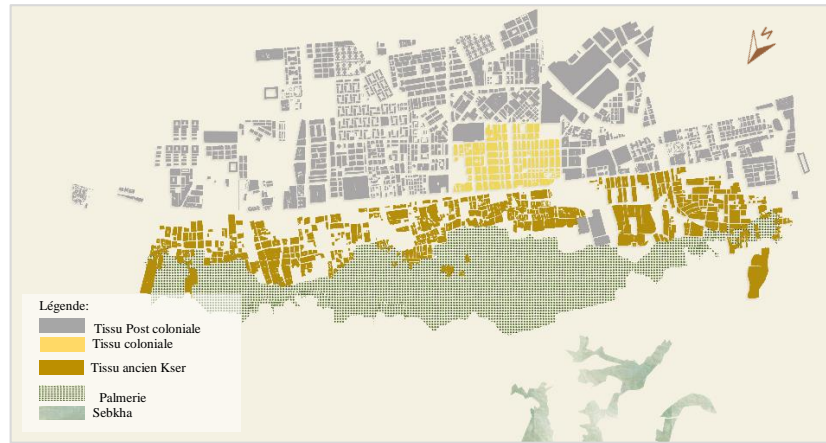 N
Légende:
Tissu Post coloniale
Tissu coloniale
Tissu ancien Kser
Palmerie
Sebkha